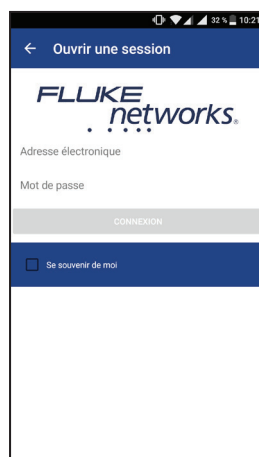 32 % 10:21
Ouvrir une session
FLUKE
networks®
Adresse électronique
Mot de passe
CONNEXION
Se souvenir de moi